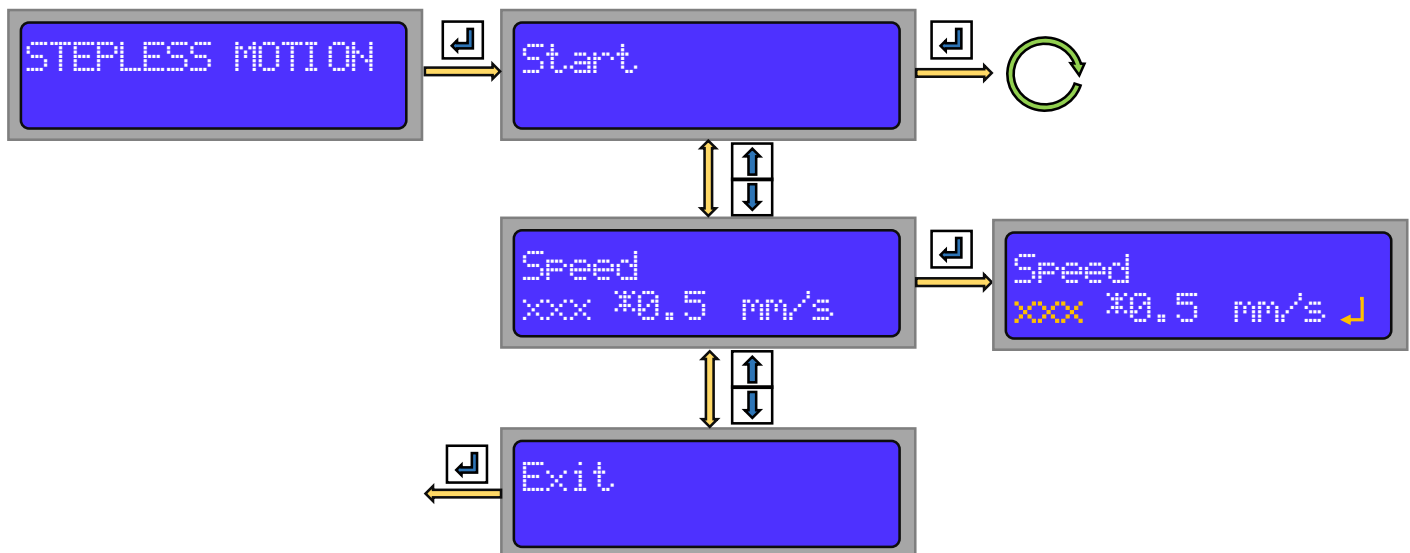 STEPLESS MOTION
Start
Speed
xxx *0.5 mm/s
Speed
xxx *0.5 mm/s
Exit